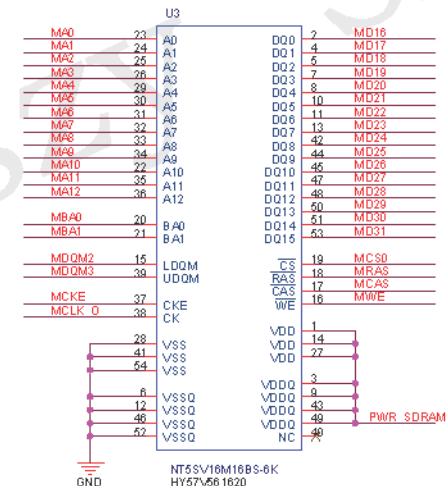 U3
MA0 23 A0 DQ0 2 MD16
MA1 24 A1 DQ1 4 MD17
MA2 25 A2 DQ2 5 MD18
MA3 26 A3 DQ3 7 MD19
MA4 29 A4 DQ4 8 MD20
MA5 30 A5 DQ5 10 MD21
MA6 31 A6 DQ6 11 MD22
MA7 32 A7 DQ7 13 MD23
MA8 33 A8 DQ8 42 MD24
MA9 34 A9 DQ9 44 MD25
MA10 22 A10 DQ10 45 MD26
MA11 35 A11 DQ11 47 MD27
MA12 36 A12 DQ12 48 MD28
DQ13 50 MD29
MBA0 20 BA0 DQ14 51 MD30
MBA1 21 BA1 DQ15 53 MD31
MDQM2 15 LDQM CS 19 MCS0
MDQM3 39 UDQM RAS 18 MRAS
CAS 17 MCAS
MCKE 37 CKE WE 16 MWE
MCLK_0 38 CK
VDD 1
28 VSS VDD 14
41 VSS VDD 27
54 VSS
VDDQ 3
6 VSSQ VDDQ 9
12 VSSQ VDDQ 43
46 VSSQ VDDQ 49 PWR_SDRAM
52 VSSQ NC 40
NT5SV16M16BS-6K
GND HY57V561620